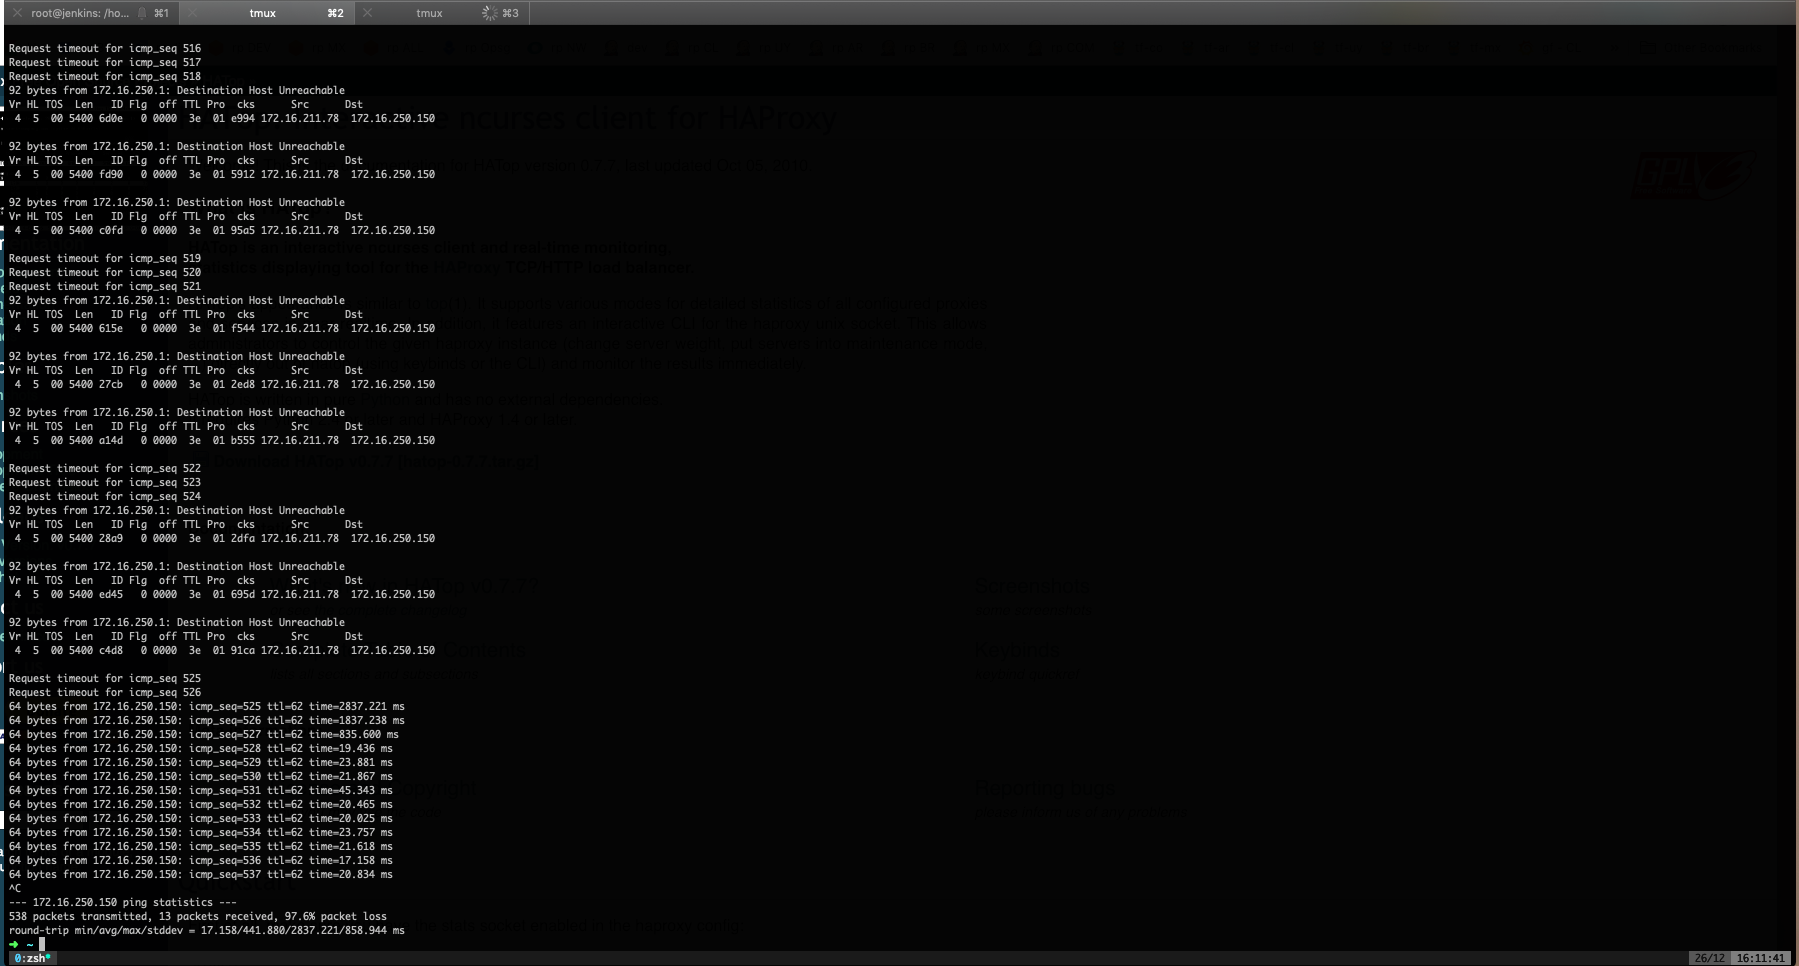 root@jenkins: /ho... ⌘1
tmux ⌘2
tmux ⌘3
Request timeout for icmp_seq 516
Request timeout for icmp_seq 517
Request timeout for icmp_seq 518
92 bytes from 172.16.250.1: Destination Host Unreachable
Vr HL TOS  Len   ID Flg  off TTL Pro  cks      Src      Dst
 4  5  00 5400 6d0e   0 0000  3e  01 e994 172.16.211.78  172.16.250.150
92 bytes from 172.16.250.1: Destination Host Unreachable
Vr HL TOS  Len   ID Flg  off TTL Pro  cks      Src      Dst
 4  5  00 5400 fd90   0 0000  3e  01 5912 172.16.211.78  172.16.250.150
92 bytes from 172.16.250.1: Destination Host Unreachable
Vr HL TOS  Len   ID Flg  off TTL Pro  cks      Src      Dst
 4  5  00 5400 c0fd   0 0000  3e  01 95a5 172.16.211.78  172.16.250.150
Request timeout for icmp_seq 519
Request timeout for icmp_seq 520
Request timeout for icmp_seq 521
92 bytes from 172.16.250.1: Destination Host Unreachable
Vr HL TOS  Len   ID Flg  off TTL Pro  cks      Src      Dst
 4  5  00 5400 615e   0 0000  3e  01 f544 172.16.211.78  172.16.250.150
92 bytes from 172.16.250.1: Destination Host Unreachable
Vr HL TOS  Len   ID Flg  off TTL Pro  cks      Src      Dst
 4  5  00 5400 27cb   0 0000  3e  01 2ed8 172.16.211.78  172.16.250.150
92 bytes from 172.16.250.1: Destination Host Unreachable
Vr HL TOS  Len   ID Flg  off TTL Pro  cks      Src      Dst
 4  5  00 5400 a14d   0 0000  3e  01 b555 172.16.211.78  172.16.250.150
Request timeout for icmp_seq 522
Request timeout for icmp_seq 523
Request timeout for icmp_seq 524
92 bytes from 172.16.250.1: Destination Host Unreachable
Vr HL TOS  Len   ID Flg  off TTL Pro  cks      Src      Dst
 4  5  00 5400 28a9   0 0000  3e  01 2dfa 172.16.211.78  172.16.250.150
92 bytes from 172.16.250.1: Destination Host Unreachable
Vr HL TOS  Len   ID Flg  off TTL Pro  cks      Src      Dst
 4  5  00 5400 ed45   0 0000  3e  01 695d 172.16.211.78  172.16.250.150
92 bytes from 172.16.250.1: Destination Host Unreachable
Vr HL TOS  Len   ID Flg  off TTL Pro  cks      Src      Dst
 4  5  00 5400 c4d8   0 0000  3e  01 91ca 172.16.211.78  172.16.250.150
Request timeout for icmp_seq 525
Request timeout for icmp_seq 526
64 bytes from 172.16.250.150: icmp_seq=525 ttl=62 time=2837.221 ms
64 bytes from 172.16.250.150: icmp_seq=526 ttl=62 time=1837.238 ms
64 bytes from 172.16.250.150: icmp_seq=527 ttl=62 time=835.600 ms
64 bytes from 172.16.250.150: icmp_seq=528 ttl=62 time=19.436 ms
64 bytes from 172.16.250.150: icmp_seq=529 ttl=62 time=23.881 ms
64 bytes from 172.16.250.150: icmp_seq=530 ttl=62 time=21.867 ms
64 bytes from 172.16.250.150: icmp_seq=531 ttl=62 time=45.343 ms
64 bytes from 172.16.250.150: icmp_seq=532 ttl=62 time=20.465 ms
64 bytes from 172.16.250.150: icmp_seq=533 ttl=62 time=20.025 ms
64 bytes from 172.16.250.150: icmp_seq=534 ttl=62 time=23.757 ms
64 bytes from 172.16.250.150: icmp_seq=535 ttl=62 time=21.618 ms
64 bytes from 172.16.250.150: icmp_seq=536 ttl=62 time=17.158 ms
64 bytes from 172.16.250.150: icmp_seq=537 ttl=62 time=20.834 ms
^C
--- 172.16.250.150 ping statistics ---
538 packets transmitted, 13 packets received, 97.6% packet loss
round-trip min/avg/max/stddev = 17.158/441.880/2837.221/858.944 ms
➜ ~
0:zsh* 26/12 16:11:41